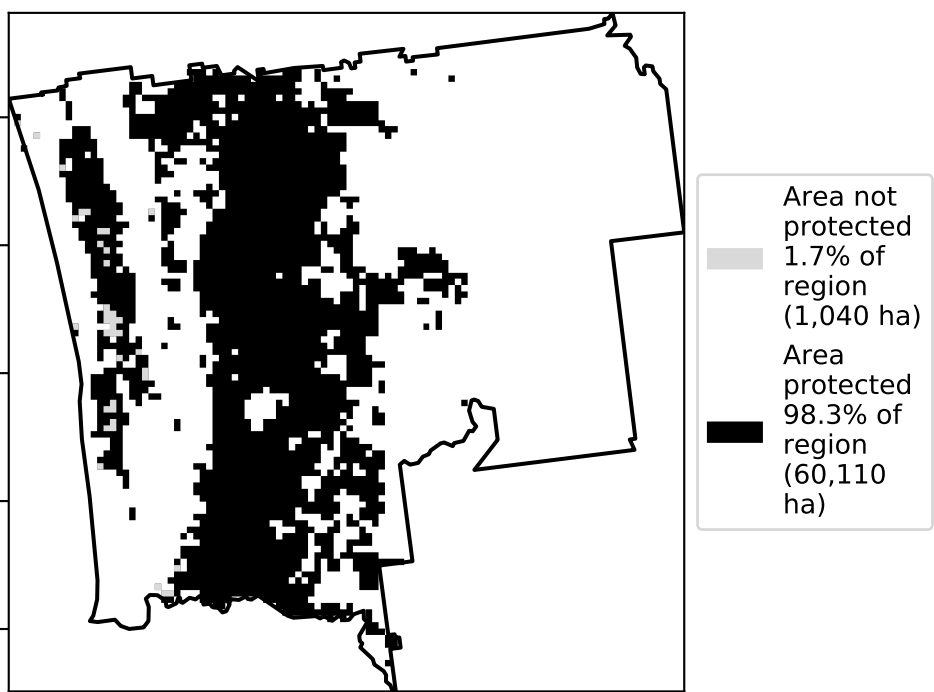 Area not
protected
1.7% of
region
(1,040 ha)
Area
protected
98.3% of
region
(60,110
ha)